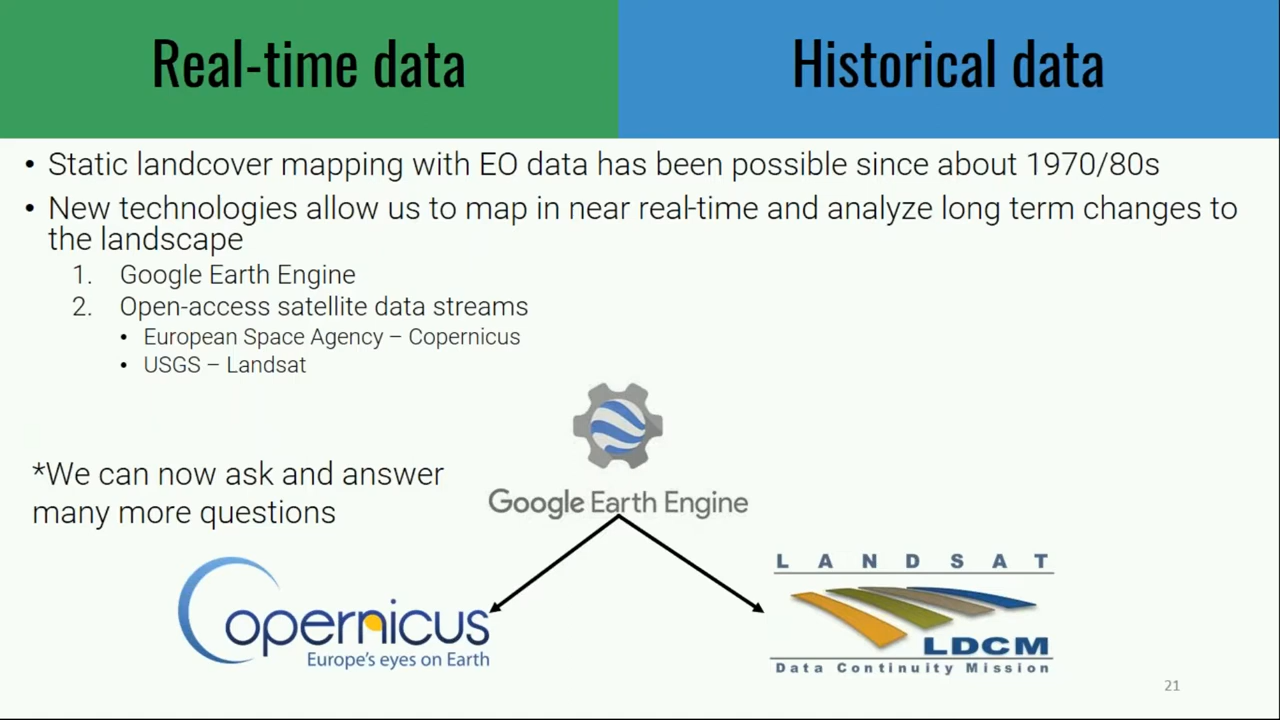 Real-time data
Historical data
• Static landcover mapping with EO data has been possible since about 1970/80s
• New technologies allow us to map in near real-time and analyze long term changes to
the landscape
1. Google Earth Engine
2. Open-access satellite data streams
• European Space Agency – Copernicus
• USGS – Landsat
*We can now ask and answer
many more questions
Google Earth Engine
Copernicus
Europe's eyes on Earth
LANDSAT
LDCM
Data Continuity Mission
21